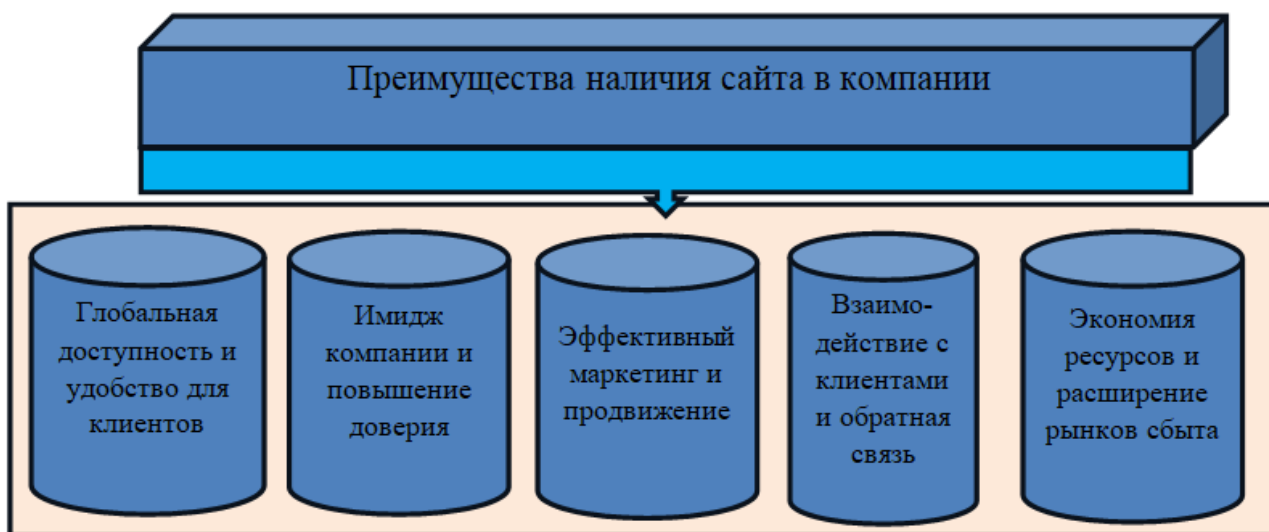 Преимущества наличия сайта в компании
Глобальная
доступность и
удобство для
клиентов
Имидж
компании и
повышение
доверия
Эффективный
маркетинг и
продвижение
Взаимо-
действие с
клиентами
и обратная
связь
Экономия
ресурсов и
расширение
рынков сбыта